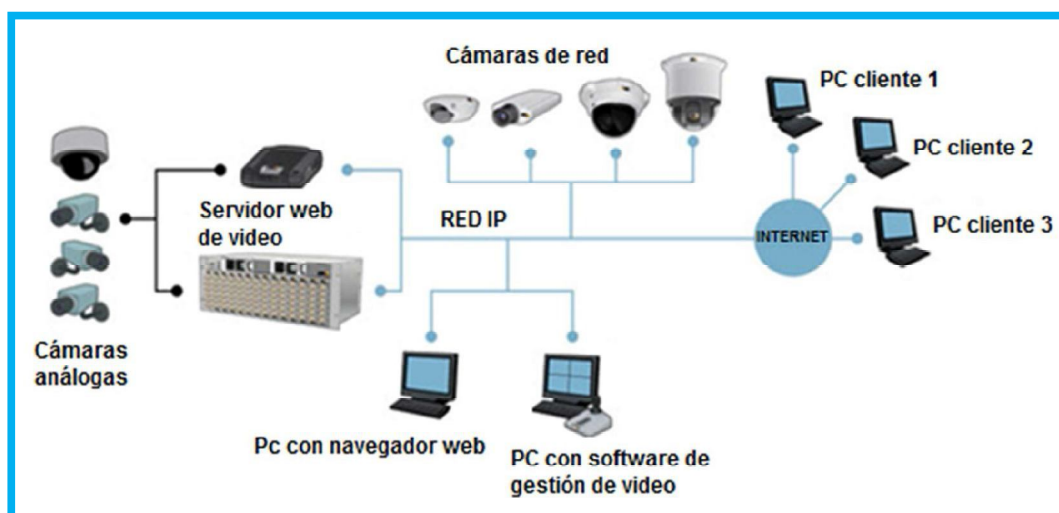 Cámaras de red
PC cliente 1
PC cliente 2
PC cliente 3
INTERNET
RED IP
Servidor web
de video
Cámaras
análogas
Pc con navegador web
PC con software de
gestión de video